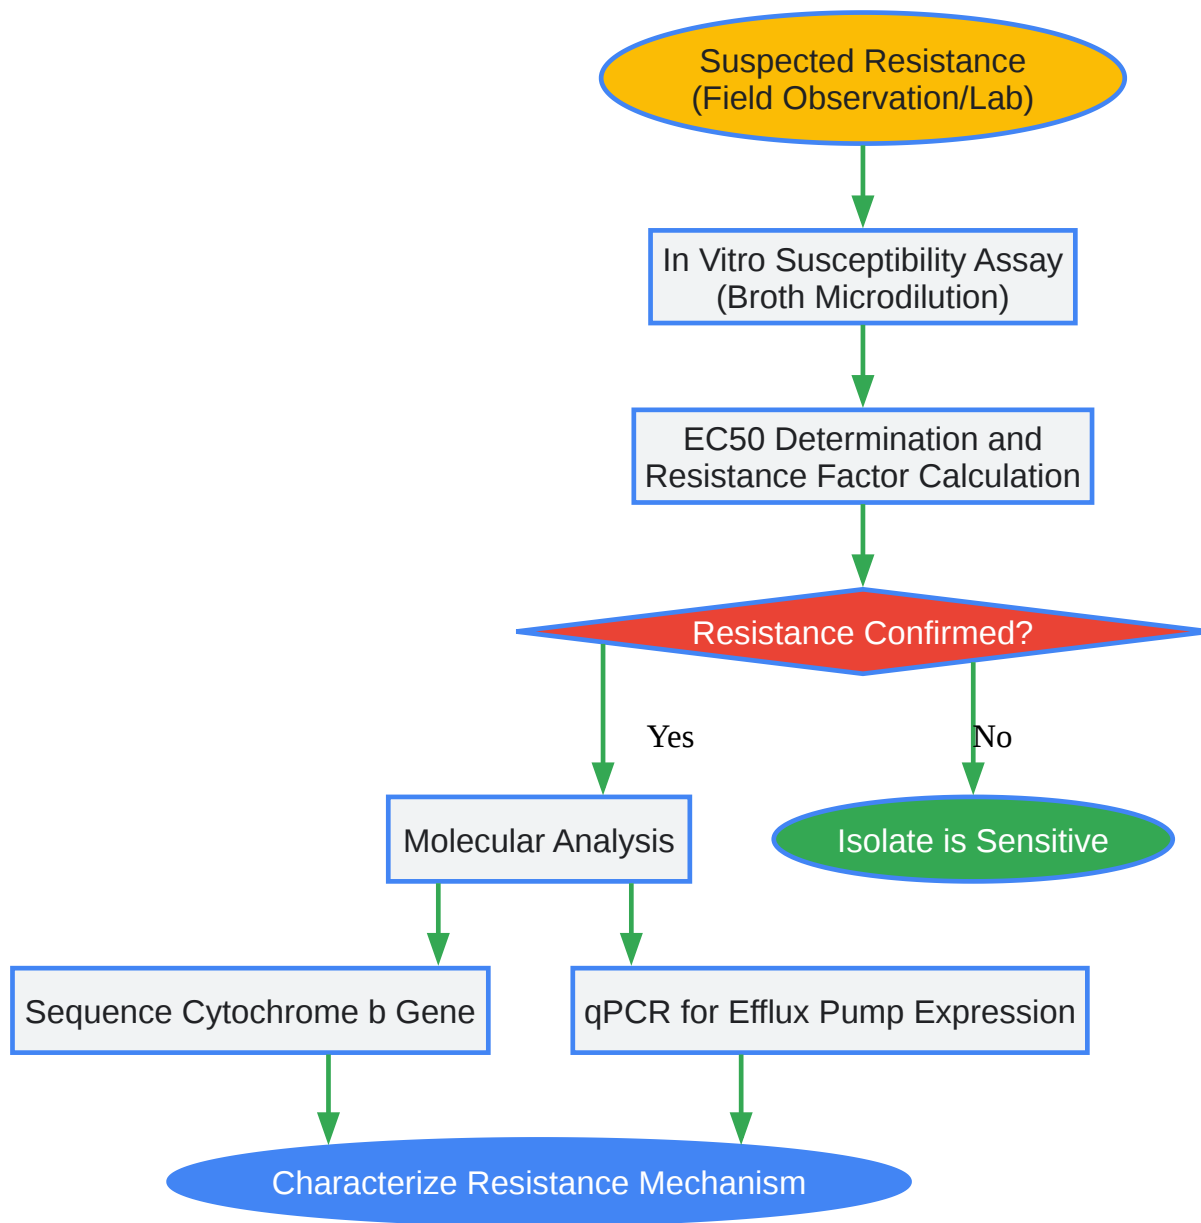 Suspected Resistance
(Field Observation/Lab)
In Vitro Susceptibility Assay
(Broth Microdilution)
EC50 Determination and
Resistance Factor Calculation
Resistance Confirmed?
Yes
No
Molecular Analysis
Isolate is Sensitive
Sequence Cytochrome b Gene
qPCR for Efflux Pump Expression
Characterize Resistance Mechanism